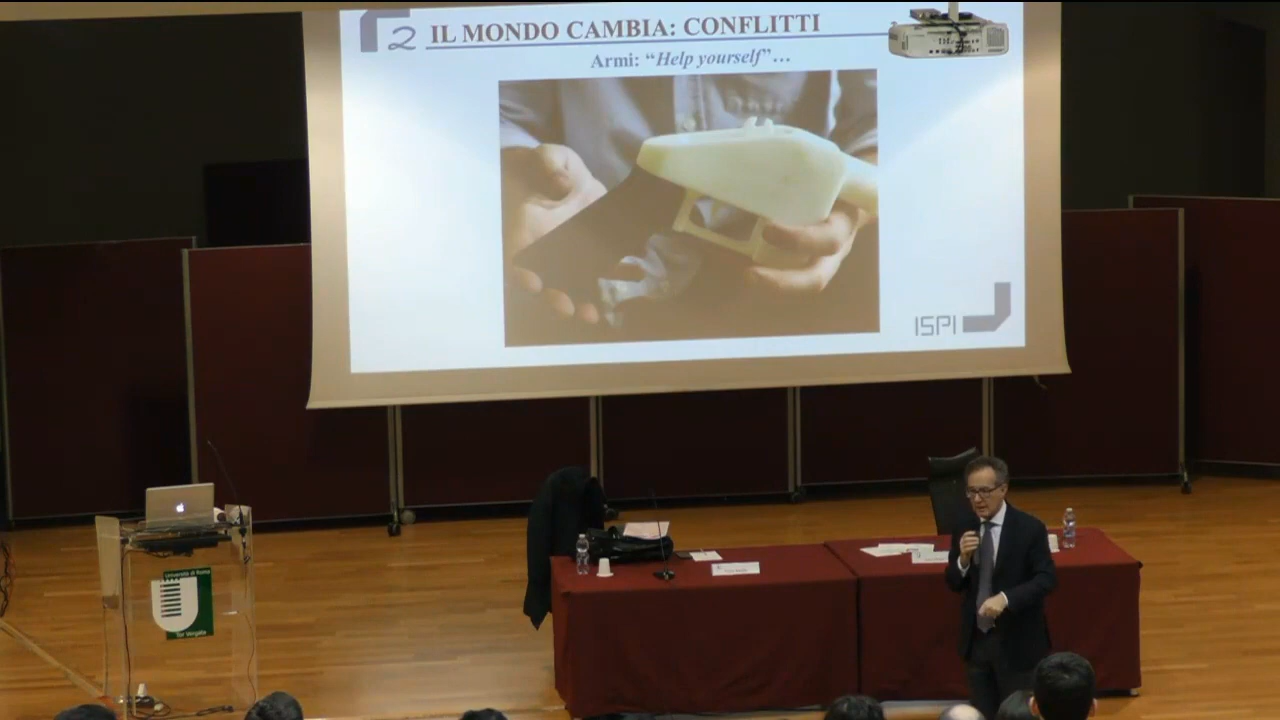 2
IL MONDO CAMBIA: CONFLITTI
Armi: “Help yourself”…
ISPI
Università di Roma
Tor Vergata